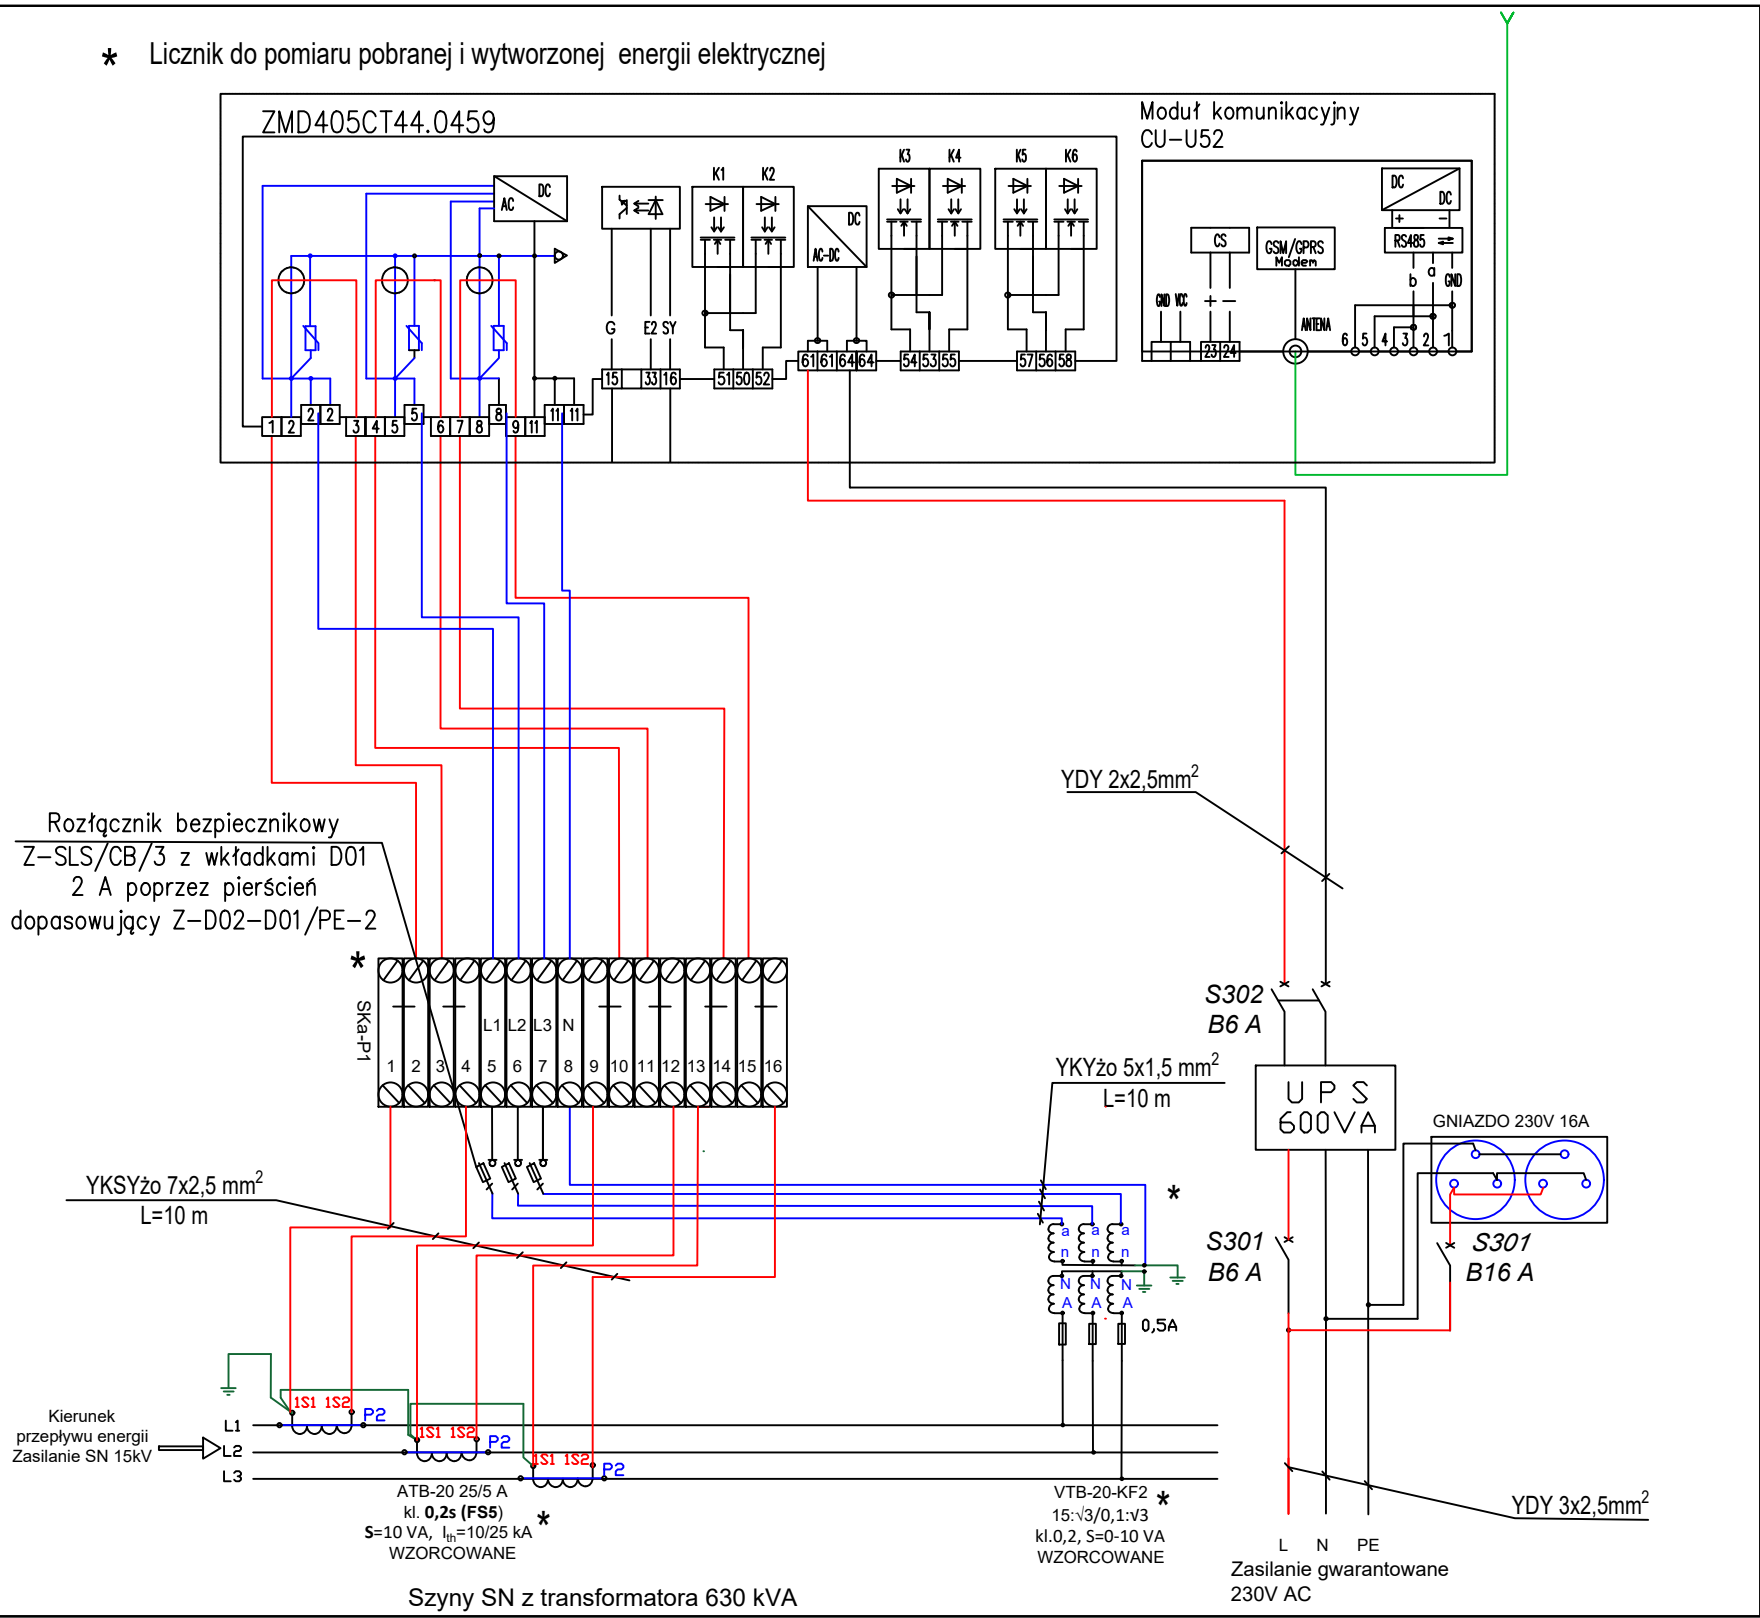 * Licznik do pomiaru pobranej i wytworzonej energii elektrycznej
ZMD405CT44.0459
Moduł komunikacyjny
CU-U52
DC
AC
K1 K2
K3 K4
K5 K6
DC
AC-DC
DC
DC
+ -
RS485
CS
GSM/GPRS
Modem
b a GND
GND VCC + -
ANTENA
6 5 4 3 2 1
23 24
G E2 SY
15 33 16
51 50 52
61 61 64 64
54 53 55
57 56 58
1 2 2 2 3 4 5 5 6 7 8 8 9 11 11 11
YDY 2x2,5mm²
Rozłącznik bezpiecznikowy
Z-SLS/CB/3 z wkładkami D01
2 A poprzez pierścień
dopasowujący Z-D02-D01/PE-2
*
SKa-P1
L1 L2 L3 N
1 2 3 4 5 6 7 8 9 10 11 12 13 14 15 16
S302
B6 A
YKYżo 5x1,5 mm²
L=10 m
U P S
600VA
GNIAZDO 230V 16A
YKSYżo 7x2,5 mm²
L=10 m
*
a a a
n n n
N N N
A A A
0,5A
S301
B6 A
S301
B16 A
1S1 1S2 P2
1S1 1S2 P2
1S1 1S2 P2
Kierunek
przepływu energii
Zasilanie SN 15kV
L1
L2
L3
ATB-20 25/5 A
kl. 0,2s (FS5)
S=10 VA, Ith=10/25 kA *
WZORCOWANE
VTB-20-KF2 *
15:√3/0,1:√3
kl.0,2, S=0-10 VA
WZORCOWANE
YDY 3x2,5mm²
L N PE
Zasilanie gwarantowane
230V AC
Szyny SN z transformatora 630 kVA